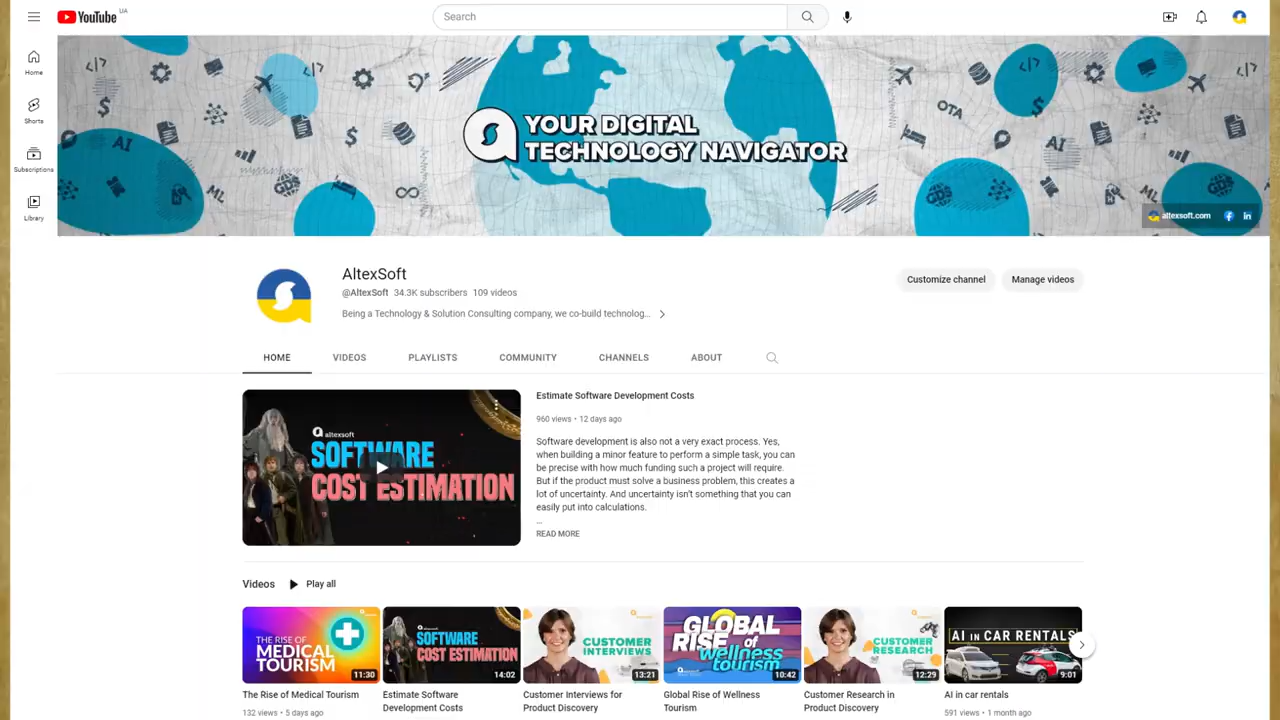 YouTube UA
Search
Home
Shorts
Subscriptions
Library
</>
</>
AI
ML
GDS
YOUR DIGITAL
TECHNOLOGY NAVIGATOR
OTA
</>
</>
AI
ML
GDS
GDS
altexsoft.com
AltexSoft
@AltexSoft 34.3K subscribers 109 videos
Being a Technology & Solution Consulting company, we co-build technolog...
Customize channel
Manage videos
HOME VIDEOS PLAYLISTS COMMUNITY CHANNELS ABOUT
altexsoft
SOFTWARE
COST ESTIMATION
Estimate Software Development Costs
960 views • 12 days ago
Software development is also not a very exact process. Yes,
when building a minor feature to perform a simple task, you can
be precise with how much funding such a project will require.
But if the product must solve a business problem, this creates a
lot of uncertainty. And uncertainty isn't something that you can
easily put into calculations.
...
READ MORE
Videos Play all
THE RISE OF
MEDICAL
TOURISM
11:30
The Rise of Medical Tourism
132 views • 5 days ago
SOFTWARE
COST ESTIMATION
14:02
Estimate Software
Development Costs
CUSTOMER
INTERVIEWS
13:21
Customer Interviews for
Product Discovery
GLOBAL
RISE of
wellness
tourism
10:42
Global Rise of Wellness
Tourism
CUSTOMER
RESEARCH
12:29
Customer Research in
Product Discovery
AI IN CAR RENTALS
9:01
AI in car rentals
591 views • 1 month ago